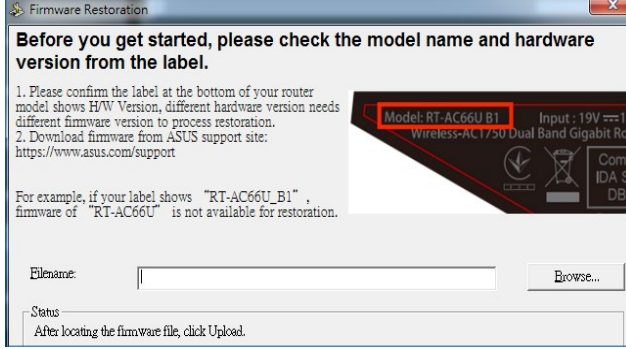 Firmware Restoration
Before you get started, please check the model name and hardware
version from the label.
1. Please confirm the label at the bottom of your router
model shows H/W Version, different hardware version needs
different firmware version to process restoration.
2. Download firmware from ASUS support site:
https://www.asus.com/support
For example, if your label shows “RT-AC66U_B1”,
firmware of “RT-AC66U” is not available for restoration.
Model: RT-AC66U B1
Input : 19V
Wireless-AC1750 Dual Band Gigabit
IDA
DB
Filename:
Browse...
Status
After locating the firmware file, click Upload.